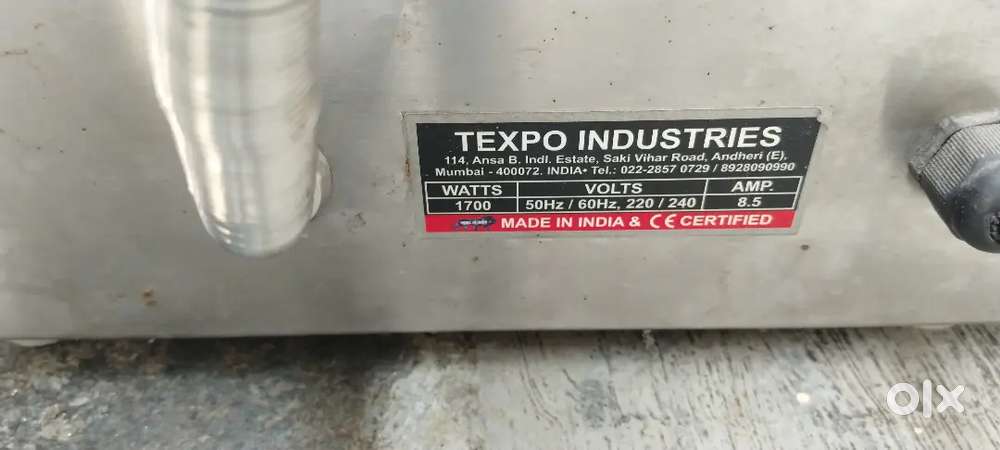 TEXPO INDUSTRIES
114, Ansa B. Indl. Estate, Saki Vihar Road, Andheri (E),
Mumbai - 400072. INDIA• Tel.: 022-2857 0729 / 8928090990
WATTS VOLTS AMP.
1700 50Hz / 60Hz, 220 / 240 8.5
MADE IN INDIA & CE CERTIFIED
olx